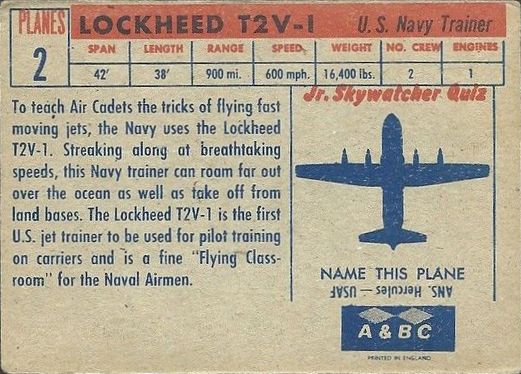 PLANES
2
LOCKHEED T2V-1
U. S. Navy Trainer
SPAN LENGTH RANGE SPEED WEIGHT NO. CREW ENGINES
42' 38' 900 mi. 600 mph. 16,400 lbs. 2 1
To teach Air Cadets the tricks of flying fast
moving jets, the Navy uses the Lockheed
T2V-1. Streaking along at breathtaking
speeds, this Navy trainer can roam far out
over the ocean as well as take off from
land bases. The Lockheed T2V-1 is the first
U.S. jet trainer to be used for pilot training
on carriers and is a fine "Flying Class-
room" for the Naval Airmen.
Jr. Skywatcher Quiz
NAME THIS PLANE
ANS. Hercules — USAF
A & BC
PRINTED IN ENGLAND